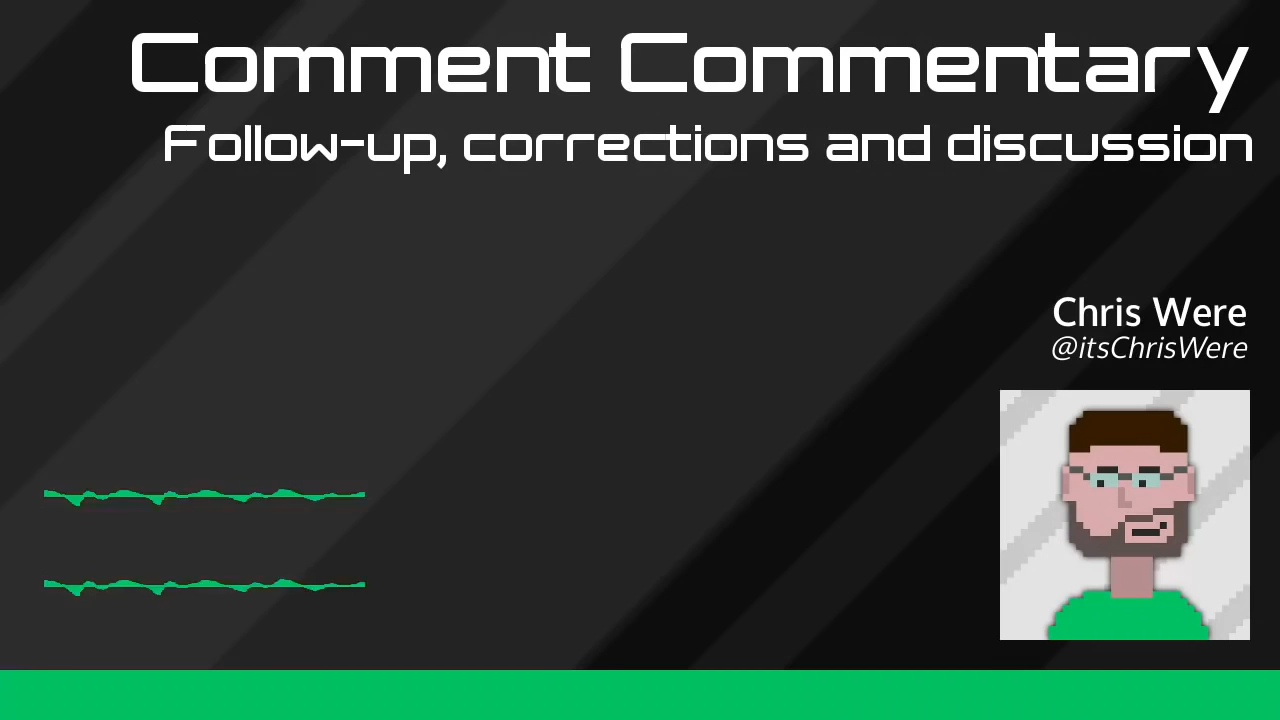 Comment Commentary
Follow-up, corrections and discussion
Chris Were
@itsChrisWere